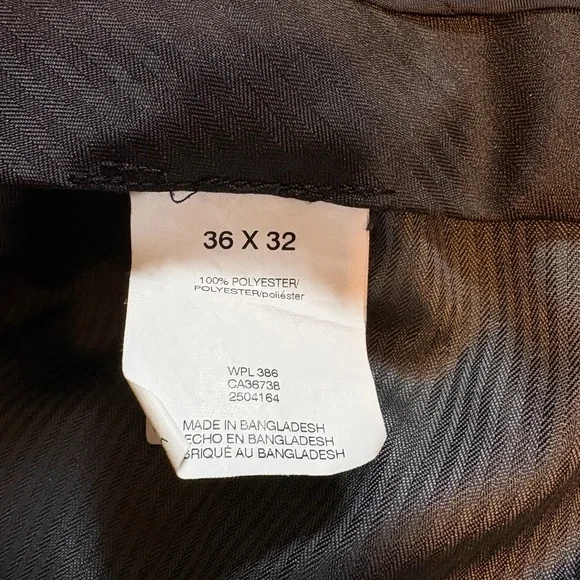 36 X 32
100% POLYESTER/
POLYESTER/poliéster
WPL 386
CA36738
2504164
MADE IN BANGLADESH
ECHO EN BANGLADESH
BRIQUÉ AU BANGLADESH